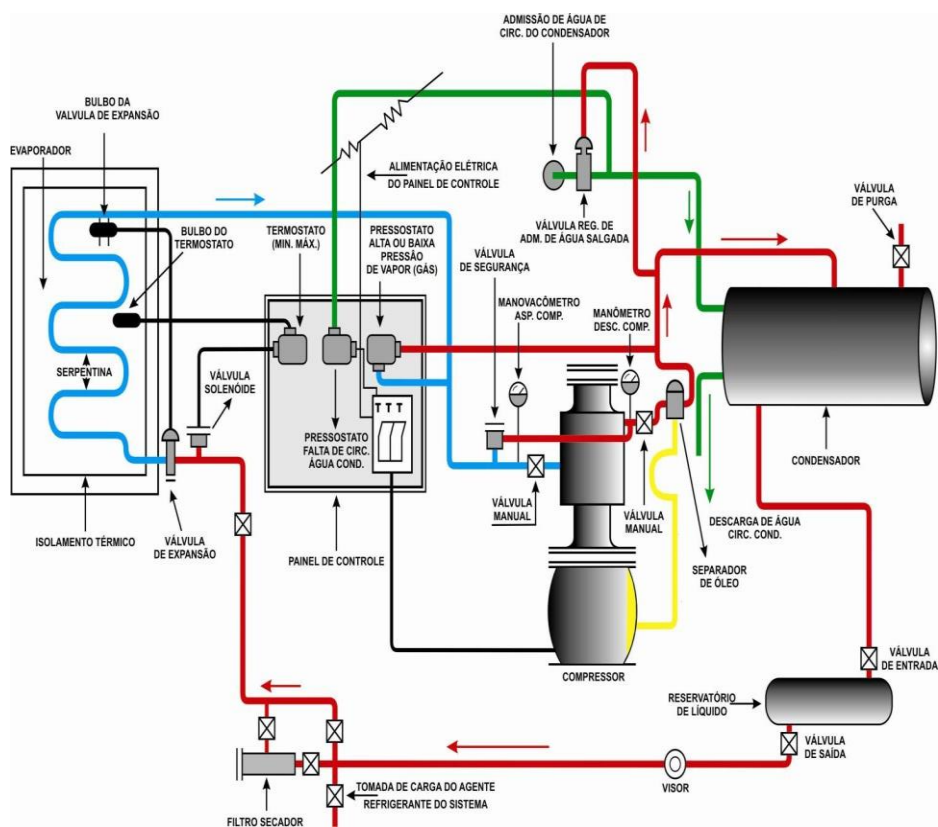 ADMISSÃO DE ÁGUA DE
CIRC. DO CONDENSADOR
BULBO DA
VALVULA DE EXPANSÃO
EVAPORADOR
ALIMENTAÇÃO ELÉTRICA
DO PAINEL DE CONTROLE
VÁLVULA
DE PURGA
BULBO DO
TERMOSTATO
TERMOSTATO
(MIN. MÁX.)
PRESSOSTATO
ALTA OU BAIXA
PRESSÃO
DE VAPOR (GÁS)
VÁLVULA REG. DE
ADM. DE ÁGUA SALGADA
VÁLVULA
DE SEGURANÇA
MANOVACÔMETRO
ASP. COMP.
MANÔMETRO
DESC. COMP.
SERPENTINA
VÁLVULA
SOLENÓIDE
T T T
PRESSOSTATO
FALTA DE CIRC.
ÁGUA COND.
CONDENSADOR
VÁLVULA
MANUAL
VÁLVULA
MANUAL
DESCARGA DE ÁGUA
CIRC. COND.
ISOLAMENTO TÉRMICO
VÁLVULA
DE EXPANSÃO
PAINEL DE CONTROLE
SEPARADOR
DE ÓLEO
COMPRESSOR
VÁLVULA
DE ENTRADA
RESERVATÓRIO
DE LÍQUIDO
VÁLVULA
DE SAÍDA
VISOR
TOMADA DE CARGA DO AGENTE
REFRIGERANTE DO SISTEMA
FILTRO SECADOR